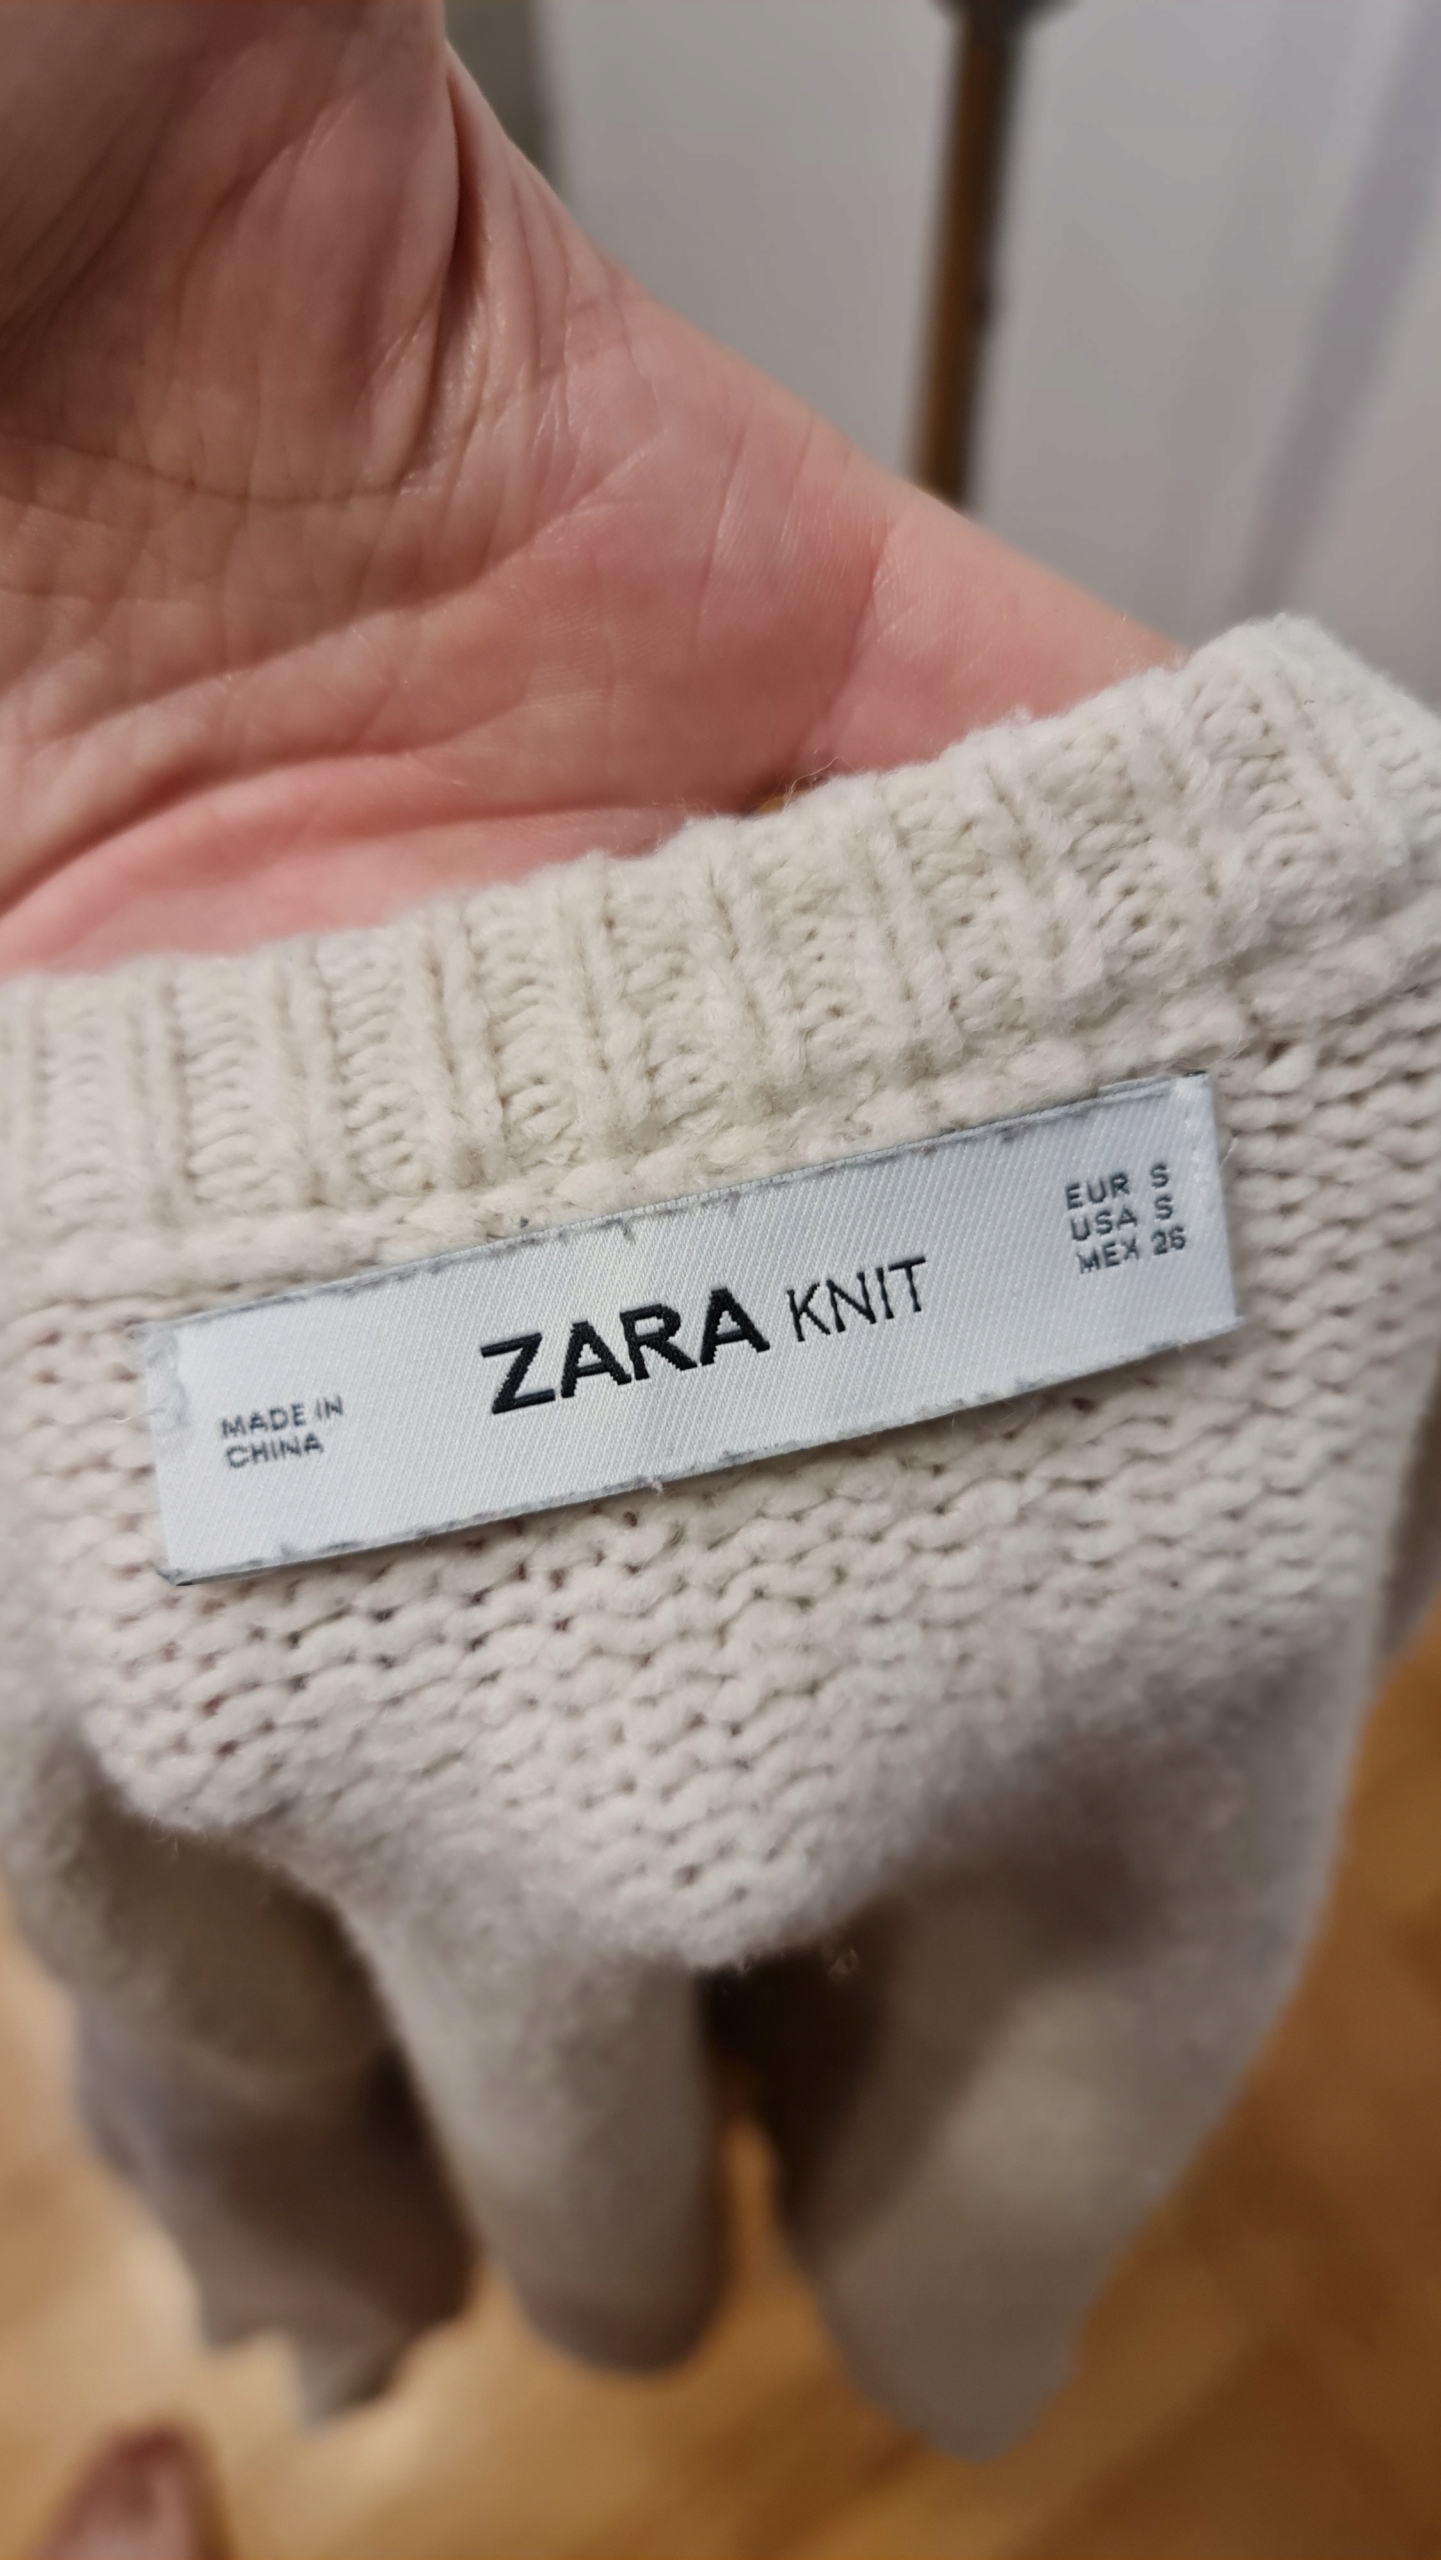 MADE IN
CHINA
ZARA KNIT
EUR S
USA S
MEX 26